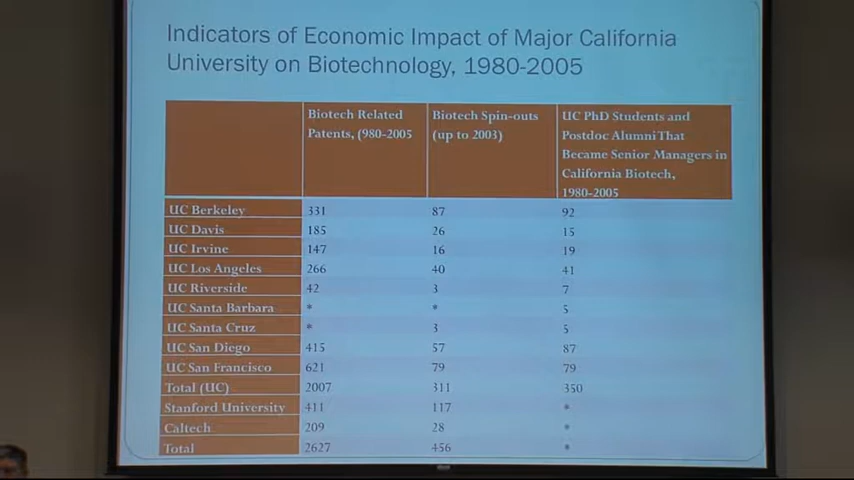 Indicators of Economic Impact of Major California
University on Biotechnology, 1980-2005
Biotech Related Patents, (980-2005 | Biotech Spin-outs (up to 2003) | UC PhD Students and Postdoc Alumni That Became Senior Managers in California Biotech, 1980-2005
UC Berkeley 331 87 92
UC Davis 185 26 15
UC Irvine 147 16 19
UC Los Angeles 266 40 41
UC Riverside 42 3 7
UC Santa Barbara * * 5
UC Santa Cruz * 3 5
UC San Diego 415 57 87
UC San Francisco 621 79 79
Total (UC) 2007 311 350
Stanford University 411 117 *
Caltech 209 28 *
Total 2627 456 *